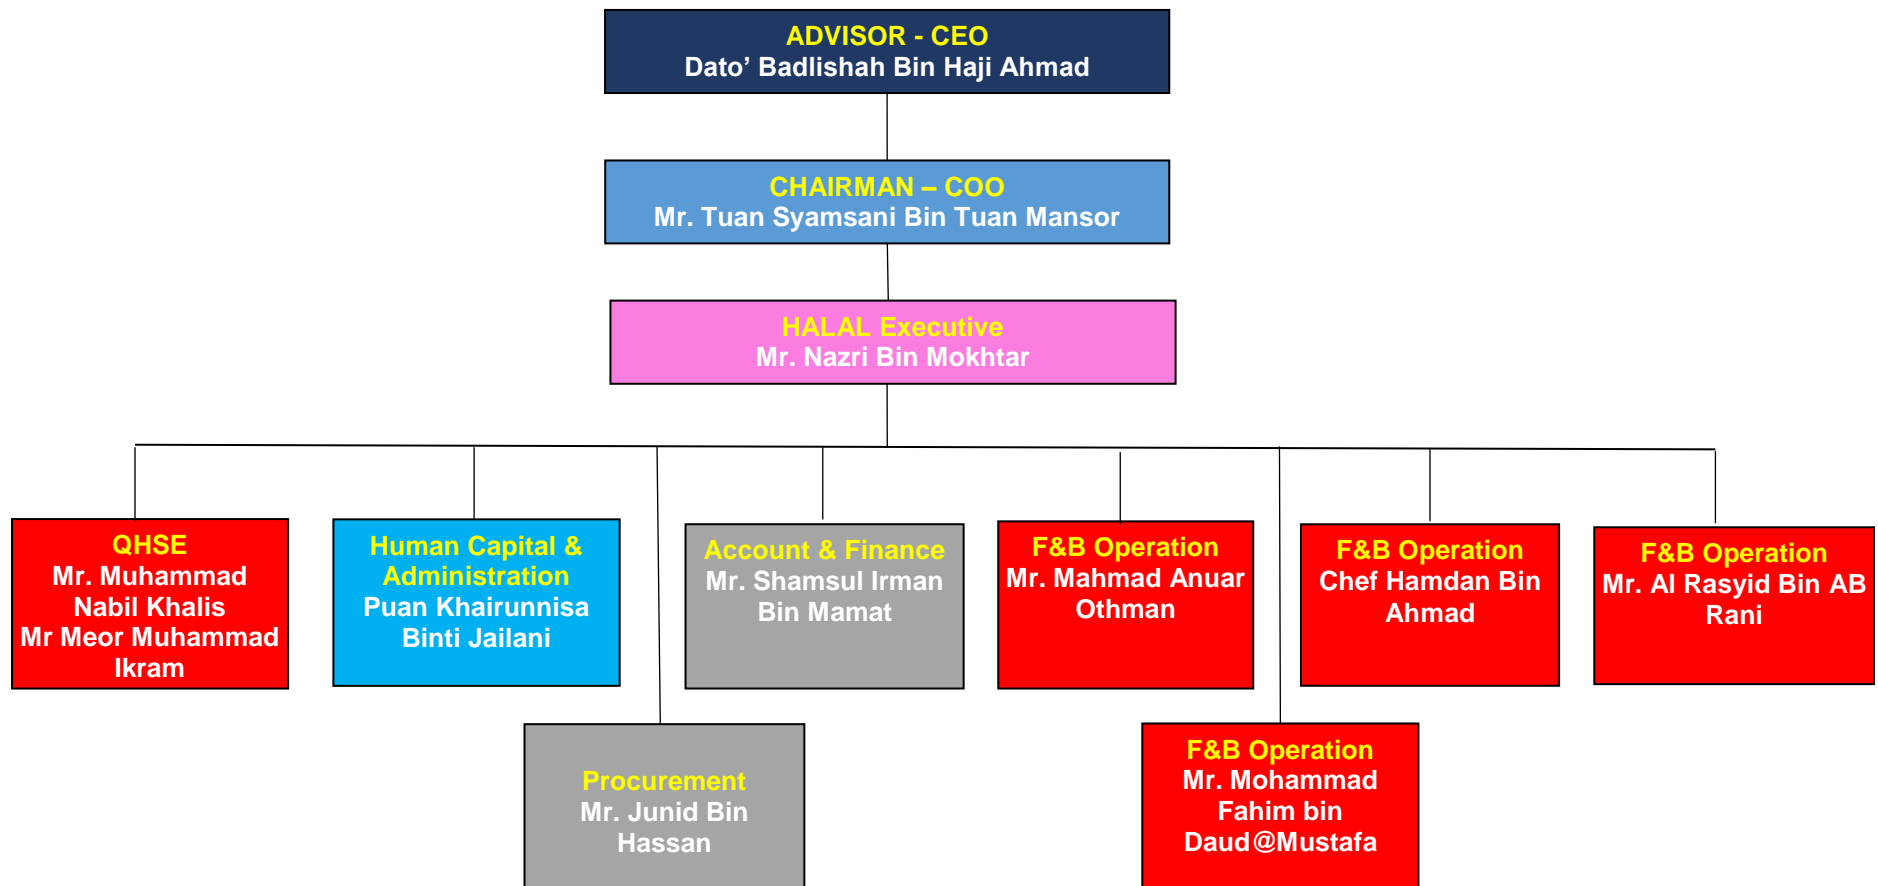 ADVISOR - CEO
Dato’ Badlishah Bin Haji Ahmad
CHAIRMAN – COO
Mr. Tuan Syamsani Bin Tuan Mansor
HALAL Executive
Mr. Nazri Bin Mokhtar
QHSE
Mr. Muhammad
Nabil Khalis
Mr Meor Muhammad
Ikram
Human Capital &
Administration
Puan Khairunnisa
Binti Jailani
Account & Finance
Mr. Shamsul Irman
Bin Mamat
F&B Operation
Mr. Mahmad Anuar
Othman
F&B Operation
Chef Hamdan Bin
Ahmad
F&B Operation
Mr. Al Rasyid Bin AB
Rani
Procurement
Mr. Junid Bin
Hassan
F&B Operation
Mr. Mohammad
Fahim bin
Daud@Mustafa